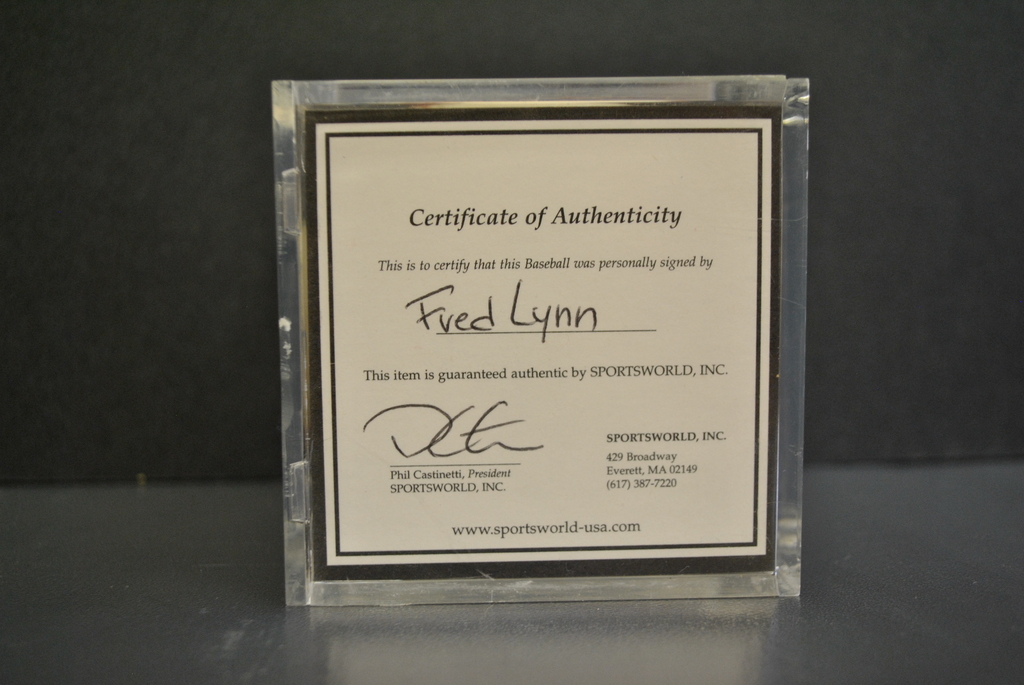 Certificate of Authenticity
This is to certify that this Baseball was personally signed by
Fred Lynn
This item is guaranteed authentic by SPORTSWORLD, INC.
Phil Castinetti, President
SPORTSWORLD, INC.
SPORTSWORLD, INC.
429 Broadway
Everett, MA 02149
(617) 387-7220
www.sportsworld-usa.com